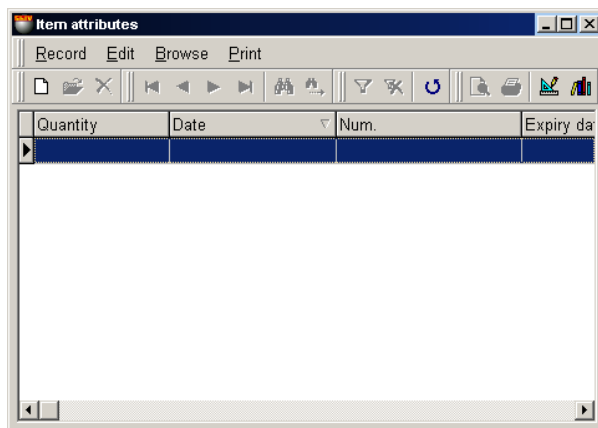 Item attributes
Record Edit Browse Print
Quantity Date Num. Expiry da